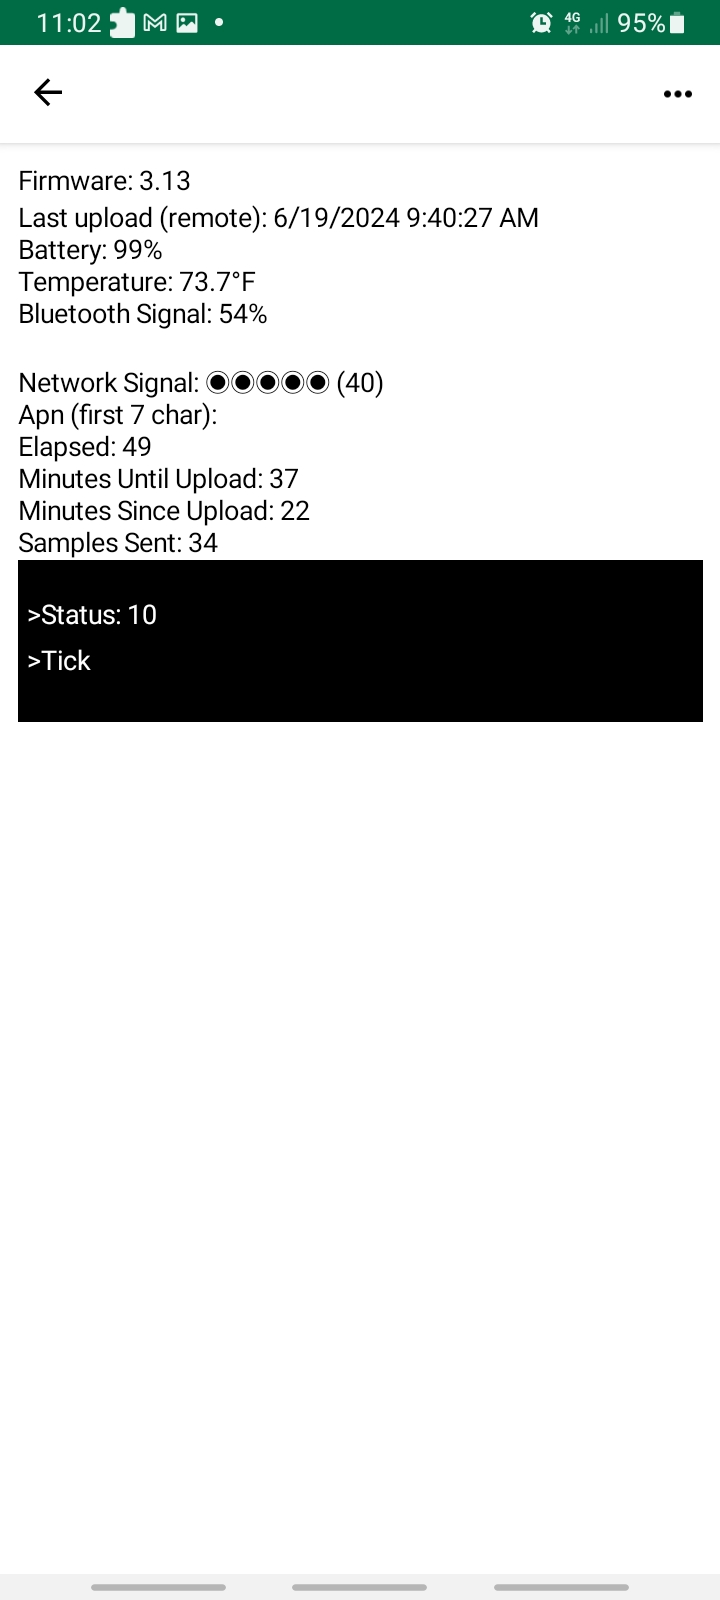 11:02
4G
95%
Firmware: 3.13
Last upload (remote): 6/19/2024 9:40:27 AM
Battery: 99%
Temperature: 73.7°F
Bluetooth Signal: 54%
Network Signal: ◉◉◉◉◉ (40)
Apn (first 7 char):
Elapsed: 49
Minutes Until Upload: 37
Minutes Since Upload: 22
Samples Sent: 34
>Status: 10
>Tick